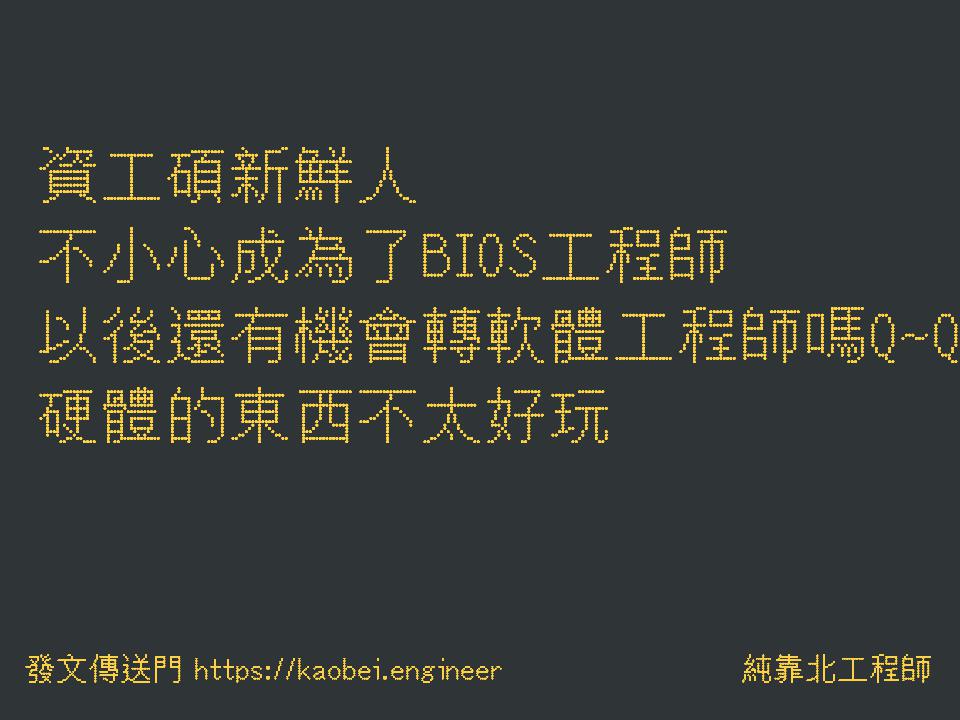 資工碩新鮮人
不小心成為了BIOS工程師
以後還有機會轉軟體工程師嗎Q~Q
硬體的東西不太好玩
發文傳送門 https://kaobei.engineer
純靠北工程師